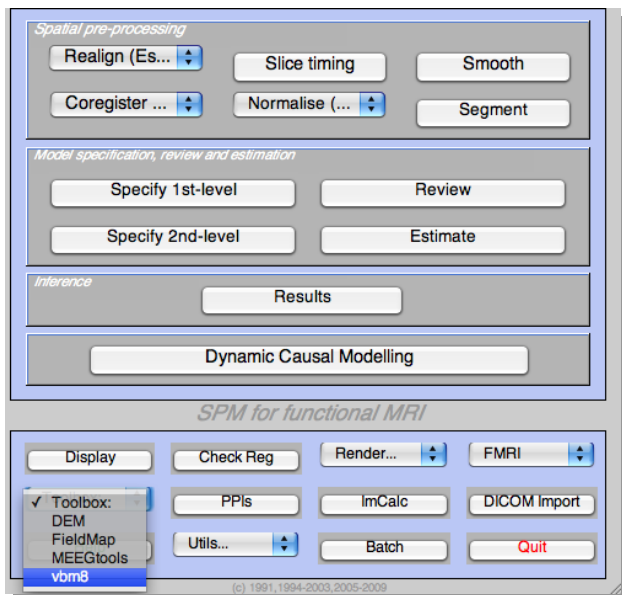 Spatial pre-processing
Realign (Es...
Slice timing
Smooth
Coregister ...
Normalise (...
Segment
Model specification, review and estimation
Specify 1st-level
Review
Specify 2nd-level
Estimate
Inference
Results
Dynamic Causal Modelling
SPM for functional MRI
Display
Check Reg
Render...
FMRI
✓ Toolbox:
PPIs
ImCalc
DICOM Import
DEM
FieldMap
MEEGtools
vbm8
Utils...
Batch
Quit
(c) 1991,1994-2003,2005-2009